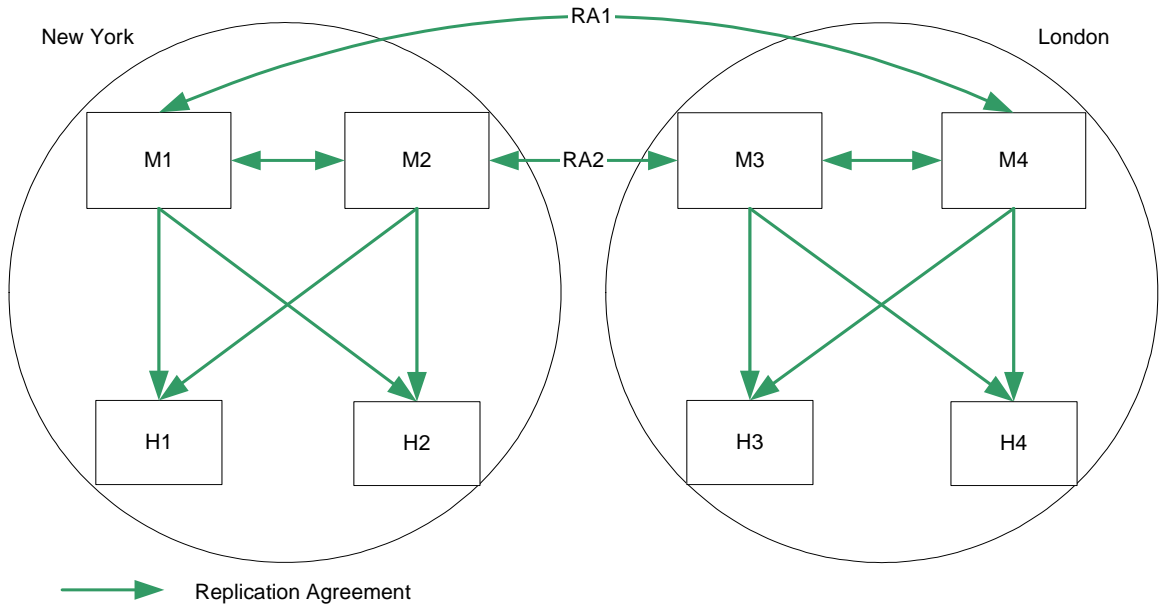 RA1
New York
London
M1
M2
RA2
M3
M4
H1
H2
H3
H4
Replication Agreement